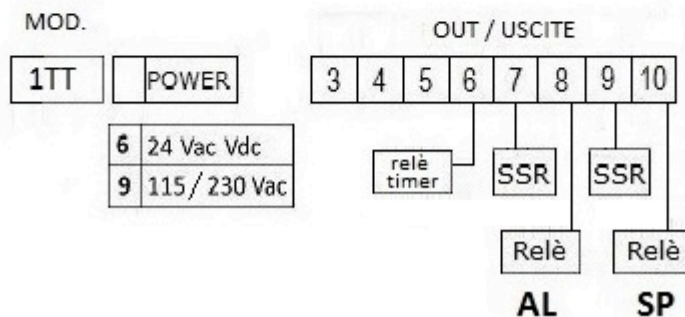 MOD.
OUT / USCITE
1TT POWER 3 4 5 6 7 8 9 10
6 24 Vac Vdc
9 115/230 Vac
relè
timer
SSR SSR
Relè Relè
AL SP